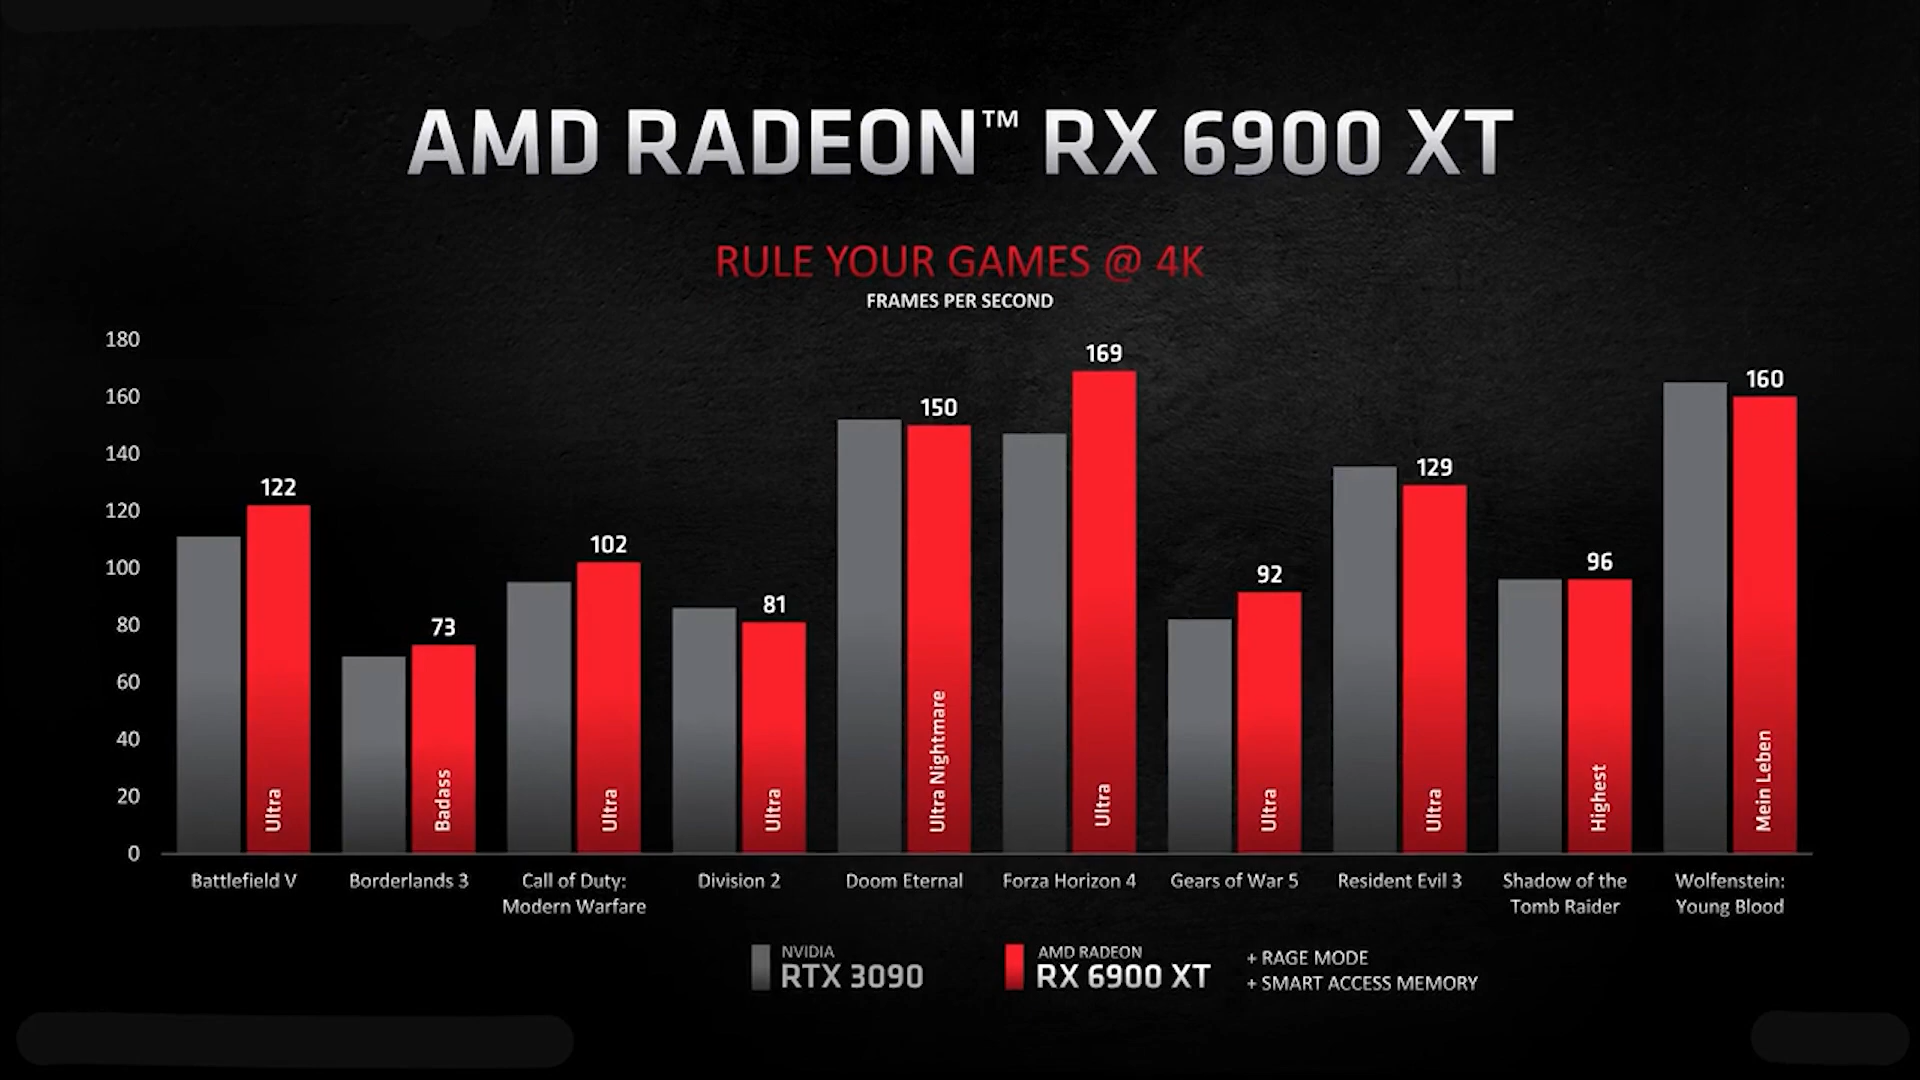 AMD RADEON™ RX 6900 XT
RULE YOUR GAMES @ 4K
FRAMES PER SECOND
180
160
140
120
100
80
60
40
20
0
122
73
102
81
150
169
92
129
96
160
Ultra
Badass
Ultra
Ultra
Ultra Nightmare
Ultra
Ultra
Ultra
Highest
Mein Leben
Battlefield V
Borderlands 3
Call of Duty:
Modern Warfare
Division 2
Doom Eternal
Forza Horizon 4
Gears of War 5
Resident Evil 3
Shadow of the
Tomb Raider
Wolfenstein:
Young Blood
NVIDIA
RTX 3090
AMD RADEON
RX 6900 XT
+ RAGE MODE
+ SMART ACCESS MEMORY